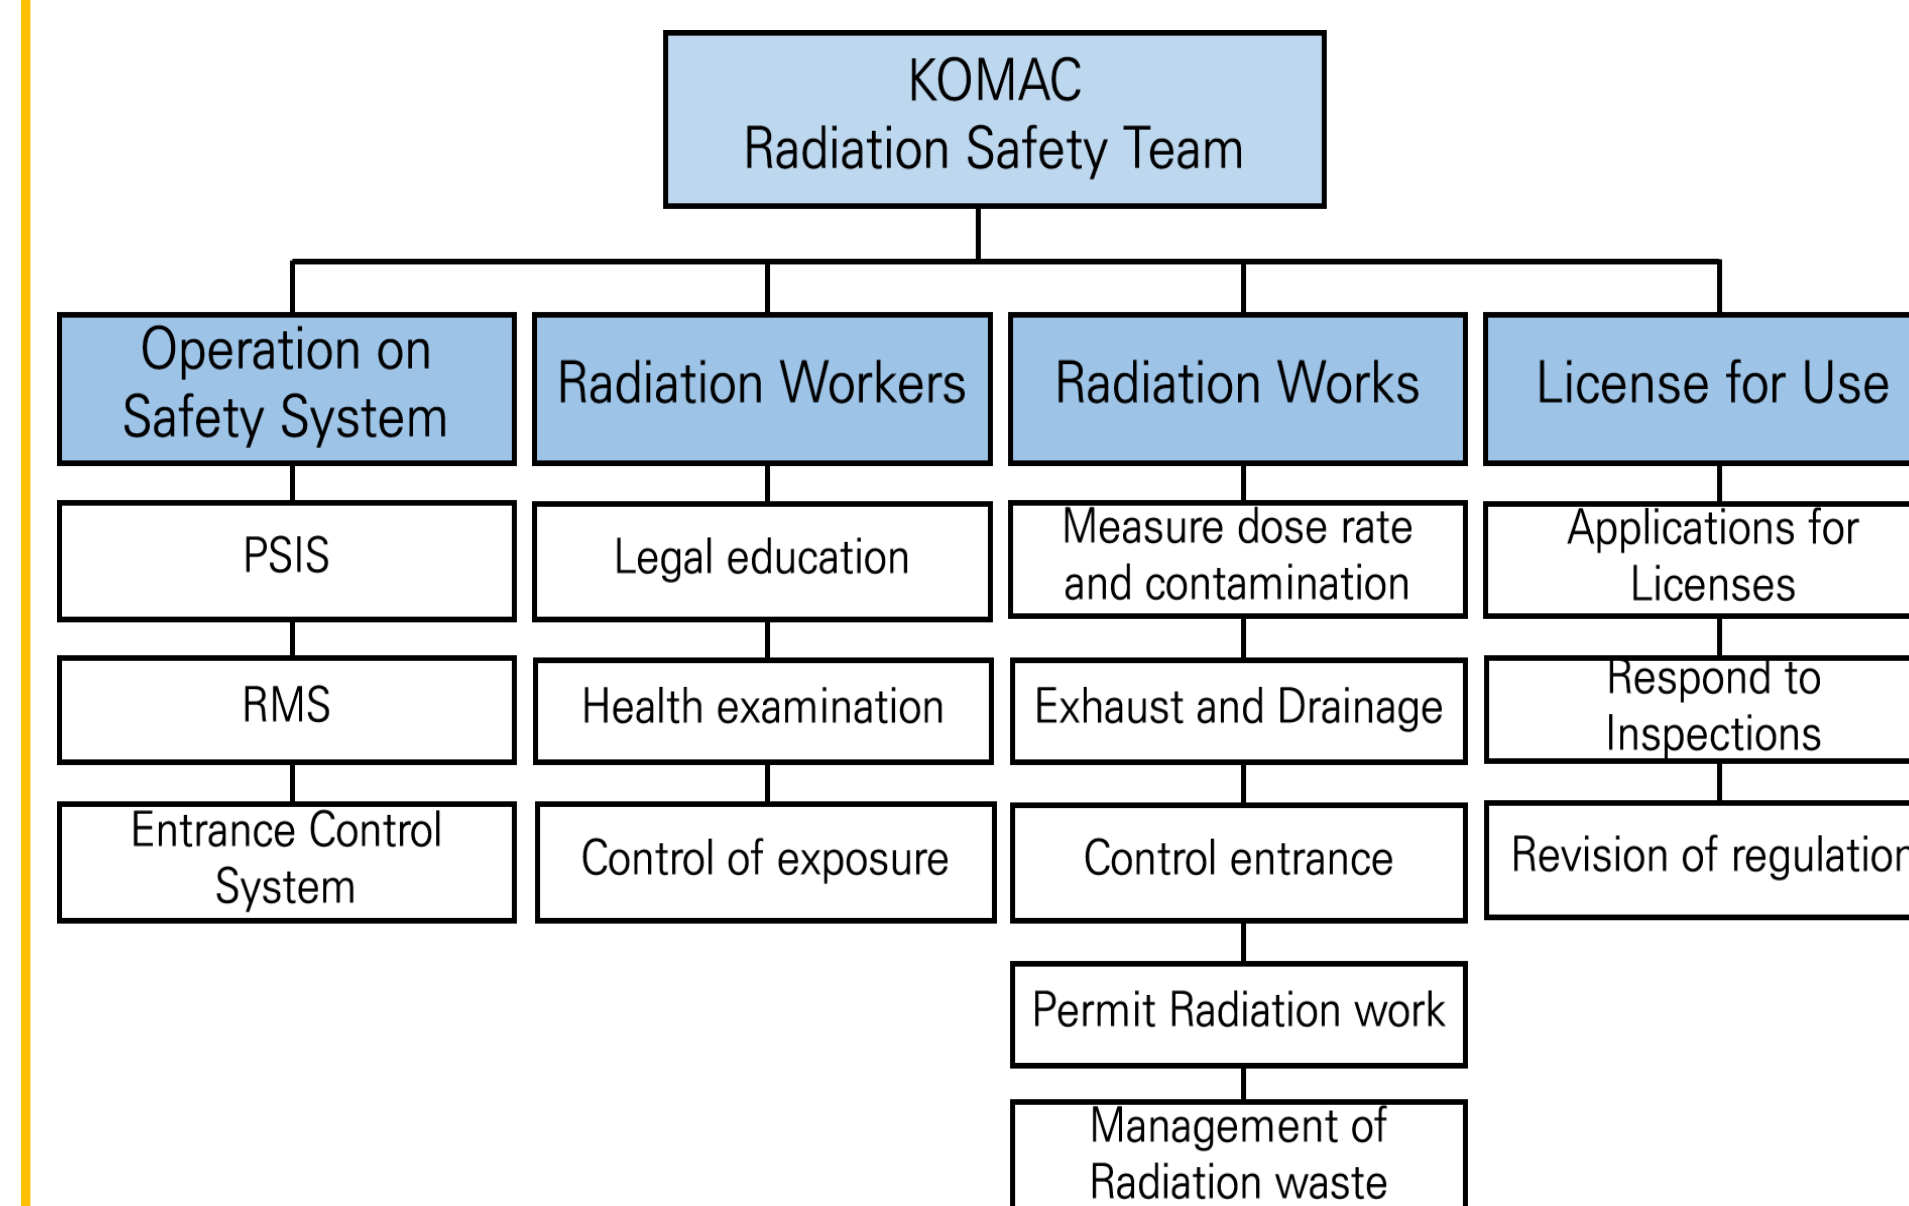 KOMAC
Radiation Safety Team
Operation on
Safety System
PSIS
RMS
Entrance Control
System
Radiation Workers
Legal education
Health examination
Control of exposure
Radiation Works
Measure dose rate
and contamination
Exhaust and Drainage
Control entrance
Permit Radiation work
Management of
Radiation waste
License for Use
Applications for
Licenses
Respond to
Inspections
Revision of regulation